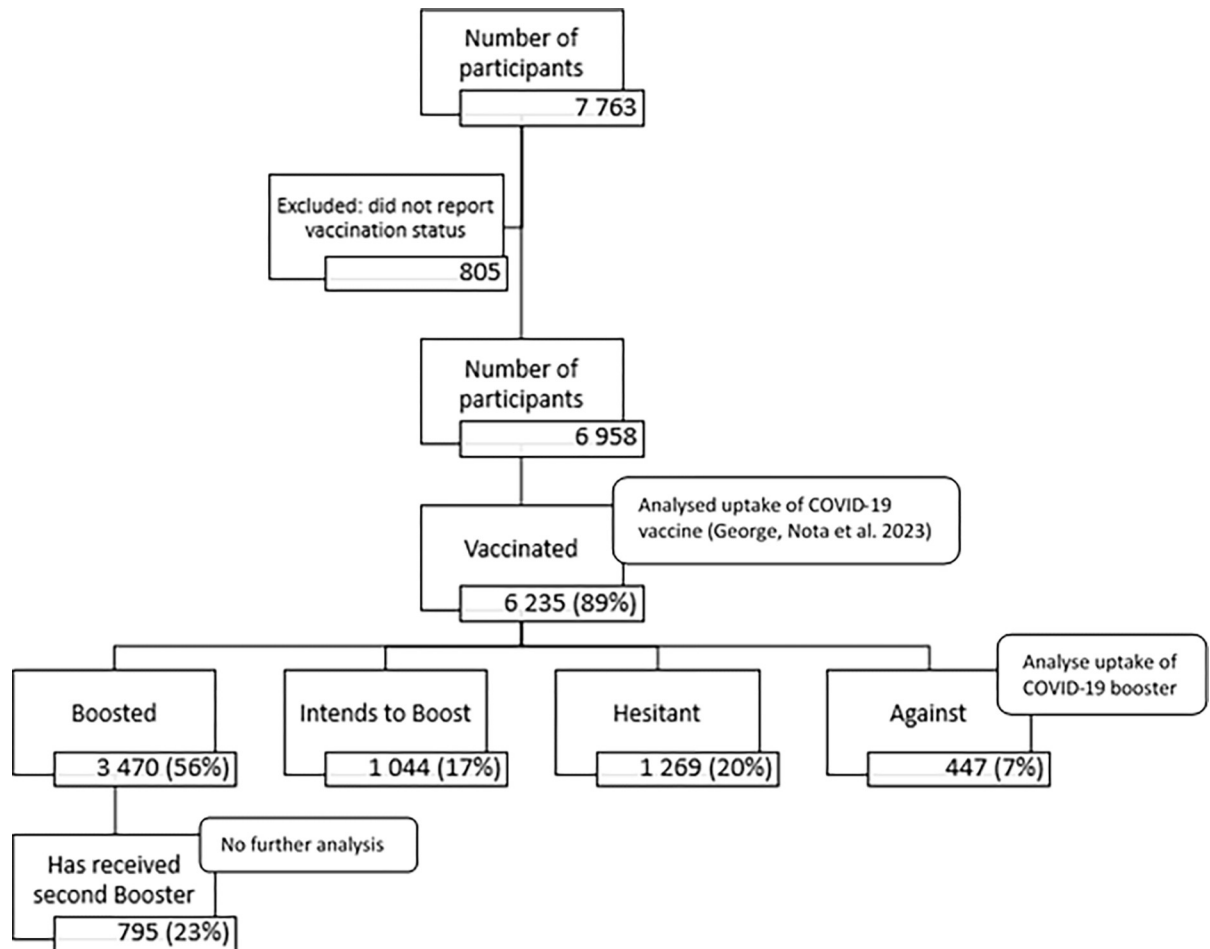 Number of
participants
7 763
Excluded: did not report
vaccination status
805
Number of
participants
6 958
Analysed uptake of COVID-19
vaccine (George, Nota et al. 2023)
Vaccinated
6 235 (89%)
Analyse uptake of
COVID-19 booster
Boosted
3 470 (56%)
Intends to Boost
1 044 (17%)
Hesitant
1 269 (20%)
Against
447 (7%)
No further analysis
Has received
second Booster
795 (23%)